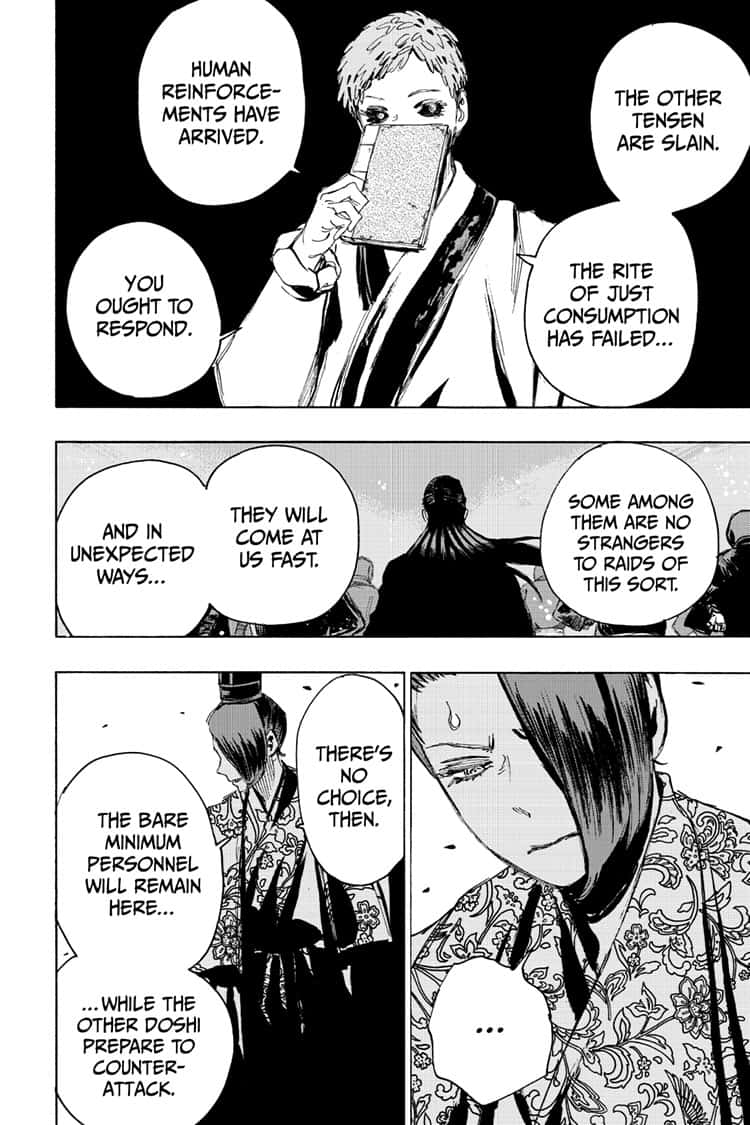 THE OTHER
TENSEN
ARE SLAIN.
THE RITE
OF JUST
CONSUMPTION
HAS FAILED...
HUMAN
REINFORCE-
MENTS HAVE
ARRIVED.
YOU
OUGHT TO
RESPOND.
SOME AMONG
THEM ARE NO
STRANGERS
TO RAIDS OF
THIS SORT.
THEY WILL
COME AT
US FAST.
AND IN
UNEXPECTED
WAYS...
...
THERE'S
NO
CHOICE,
THEN.
THE BARE
MINIMUM
PERSONNEL
WILL REMAIN
HERE...
...WHILE THE
OTHER DOSHI
PREPARE TO
COUNTER-
ATTACK.